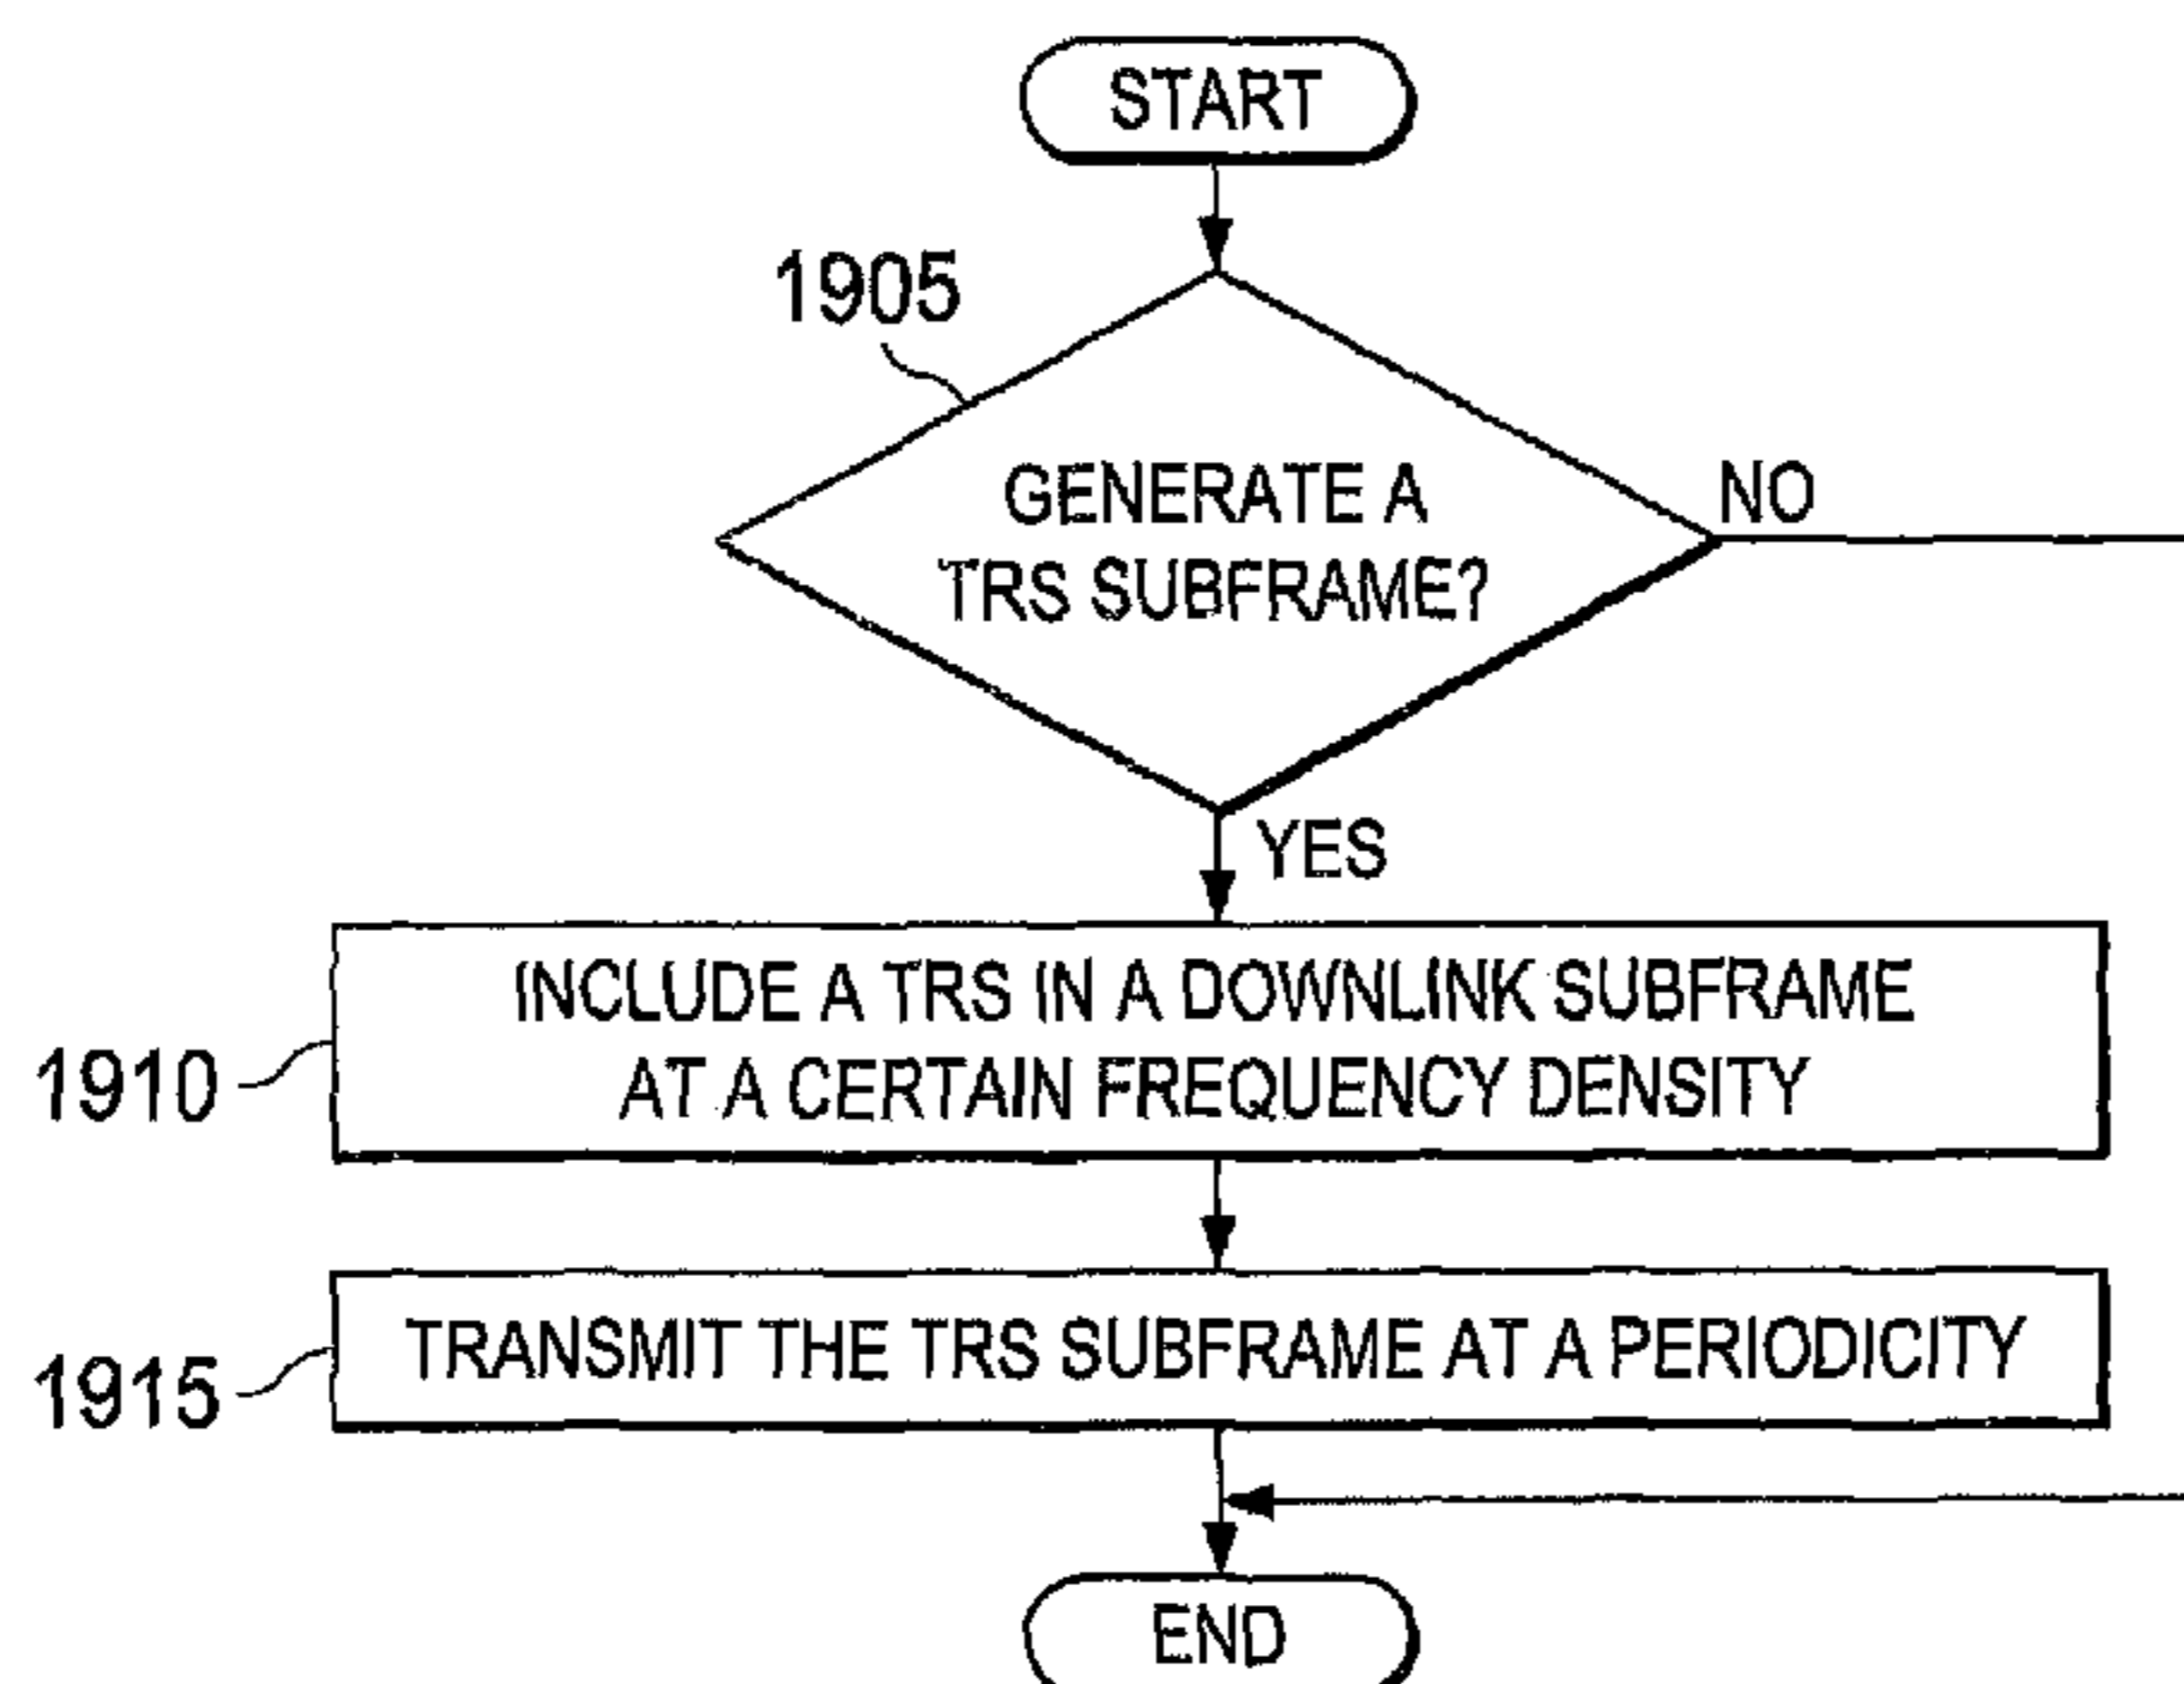 START
1905
GENERATE A
TRS SUBFRAME?
NO
YES
INCLUDE A TRS IN A DOWNLINK SUBFRAME
AT A CERTAIN FREQUENCY DENSITY
1910
TRANSMIT THE TRS SUBFRAME AT A PERIODICITY
1915
END